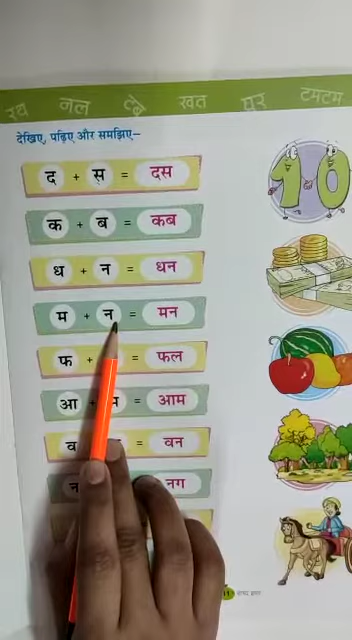 रथ नल खत घर टमटम
देखिए, पढ़िए और समझिए–
द + स = दस
क + ब = कब
ध + न = धन
म + न = मन
फ + = फल
आ + म = आम
व = वन
न = नग